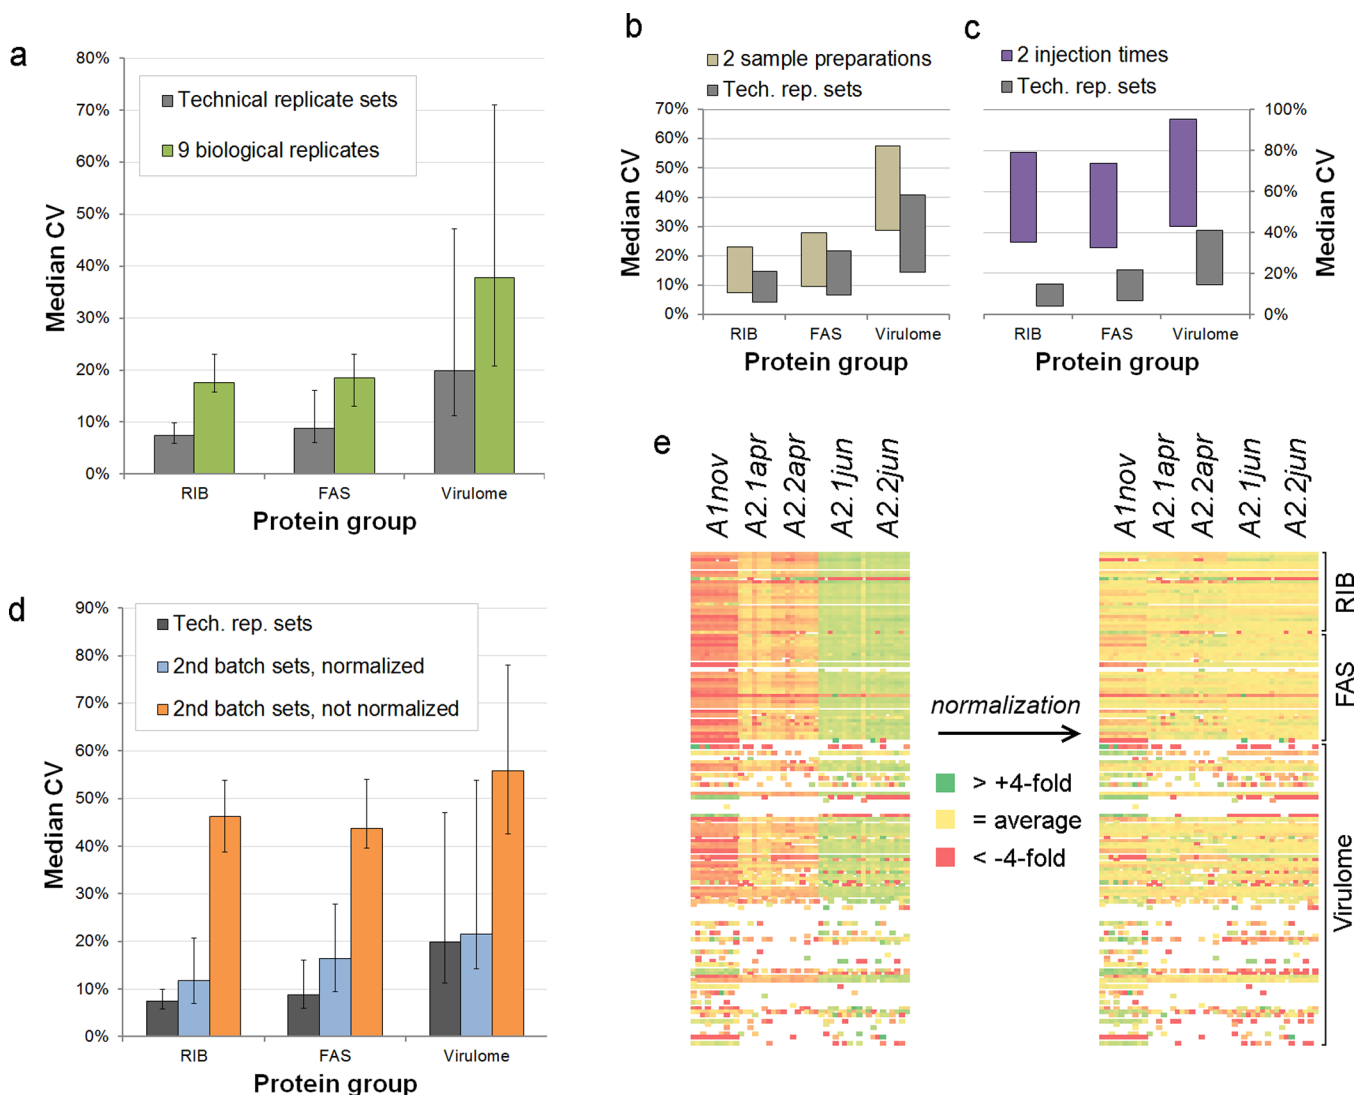 a
80%
70%
60%
50%
40%
30%
20%
10%
0%
Median CV
Technical replicate sets
9 biological replicates
RIB
FAS
Virulome
Protein group
b
2 sample preparations
Tech. rep. sets
70%
60%
50%
40%
30%
20%
10%
0%
Median CV
RIB
FAS
Virulome
Protein group
c
2 injection times
Tech. rep. sets
100%
80%
60%
40%
20%
0%
Median CV
RIB
FAS
Virulome
Protein group
d
90%
80%
70%
60%
50%
40%
30%
20%
10%
0%
Median CV
Tech. rep. sets
2nd batch sets, normalized
2nd batch sets, not normalized
RIB
FAS
Virulome
Protein group
e
A1nov
A2.1apr
A2.2apr
A2.1jun
A2.2jun
normalization
> +4-fold
= average
< -4-fold
A1nov
A2.1apr
A2.2apr
A2.1jun
A2.2jun
RIB
FAS
Virulome